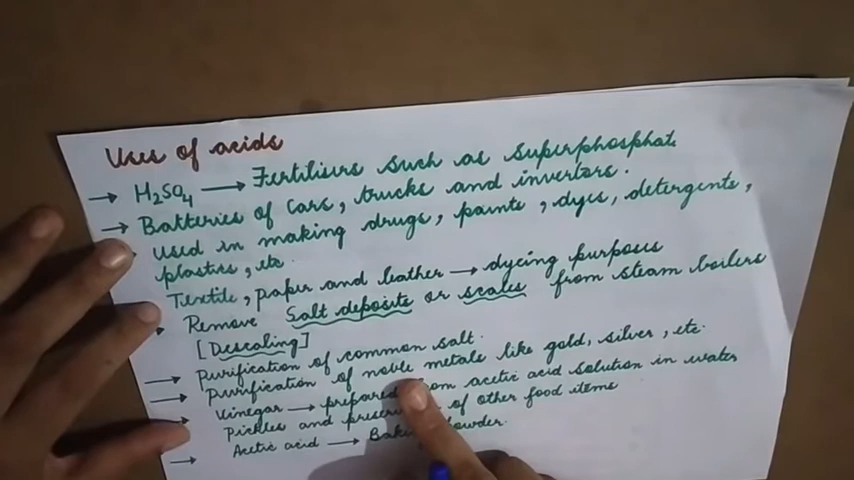 Uses of acids
→ H2SO4 → Fertilisers such as superphosphate
→ Batteries of cars, trucks and invertors.
used in making drugs, paints, dyes, detergents,
plastics, etc
Textile, paper and leather → dyeing purposes
Remove Salt deposits or scales from steam boilers
[Descaling]
→ Purification of common salt.
→ Purification of noble metals like gold, silver, etc.
Vinegar → prepared from acetic acid solution in water
Pickles and of other food items
→ Acetic acid → Powder.